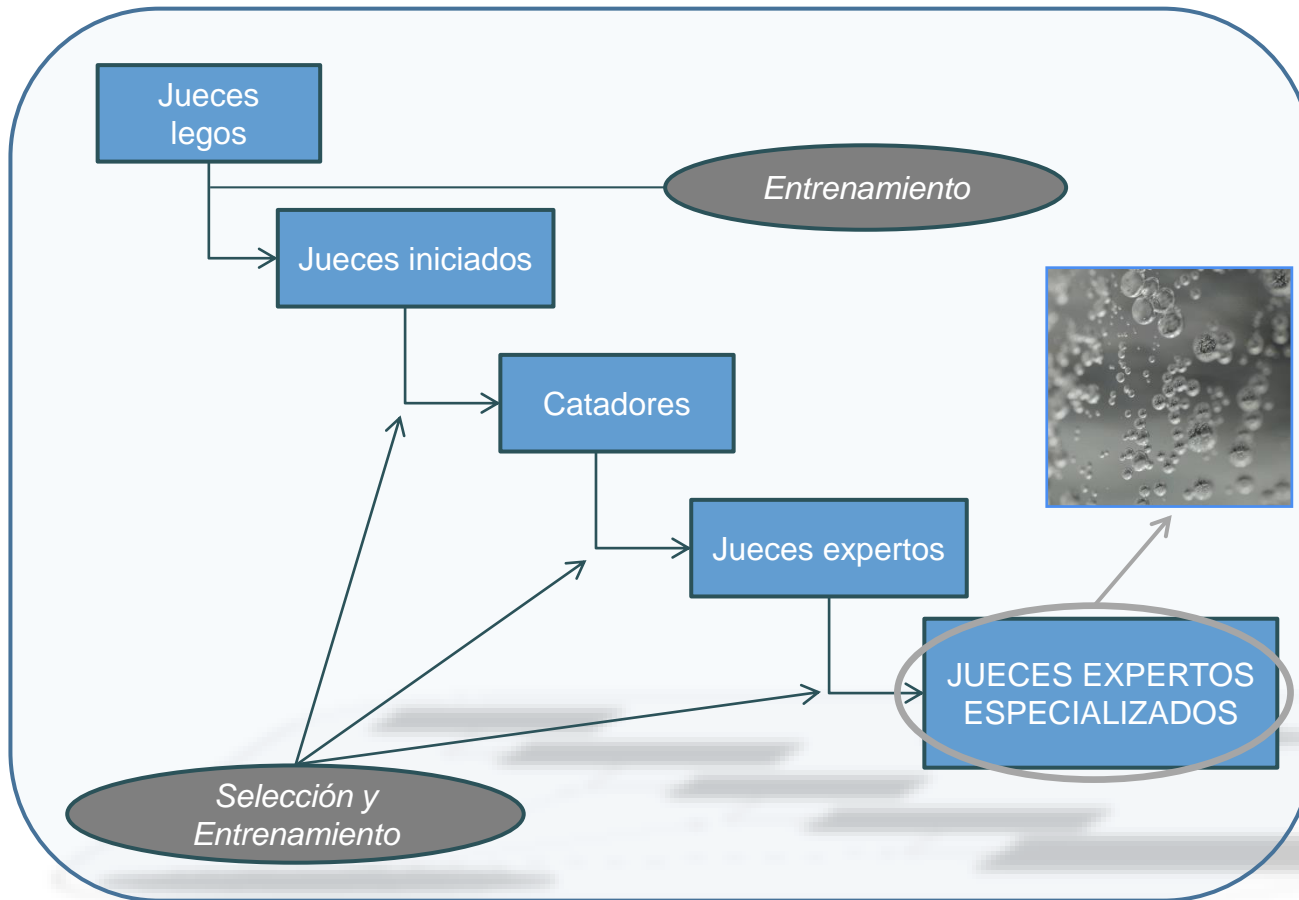 Jueces
legos
Entrenamiento
Jueces iniciados
Catadores
Jueces expertos
JUECES EXPERTOS
ESPECIALIZADOS
Selección y
Entrenamiento